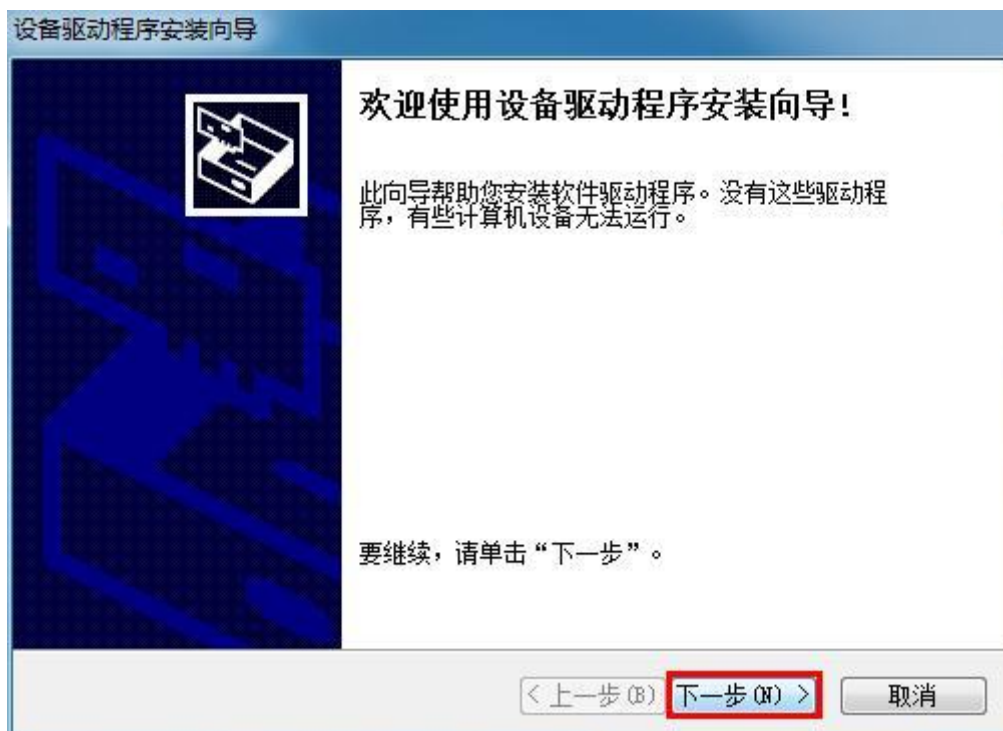 设备驱动程序安装向导
欢迎使用设备驱动程序安装向导!
此向导帮助您安装软件驱动程序。没有这些驱动程
序，有些计算机设备无法运行。
要继续，请单击“下一步”。
< 上一步(B) 下一步(N) > 取消